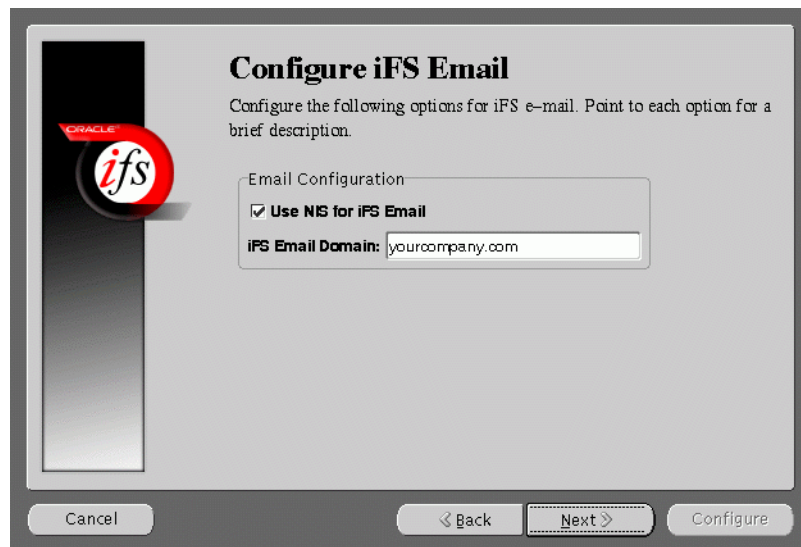 Configure iFS Email
Configure the following options for iFS e-mail. Point to each option for a
brief description.
ORACLE
ifs
Email Configuration
Use NIS for iFS Email
iFS Email Domain: yourcompany.com
Cancel
Back
Next
Configure